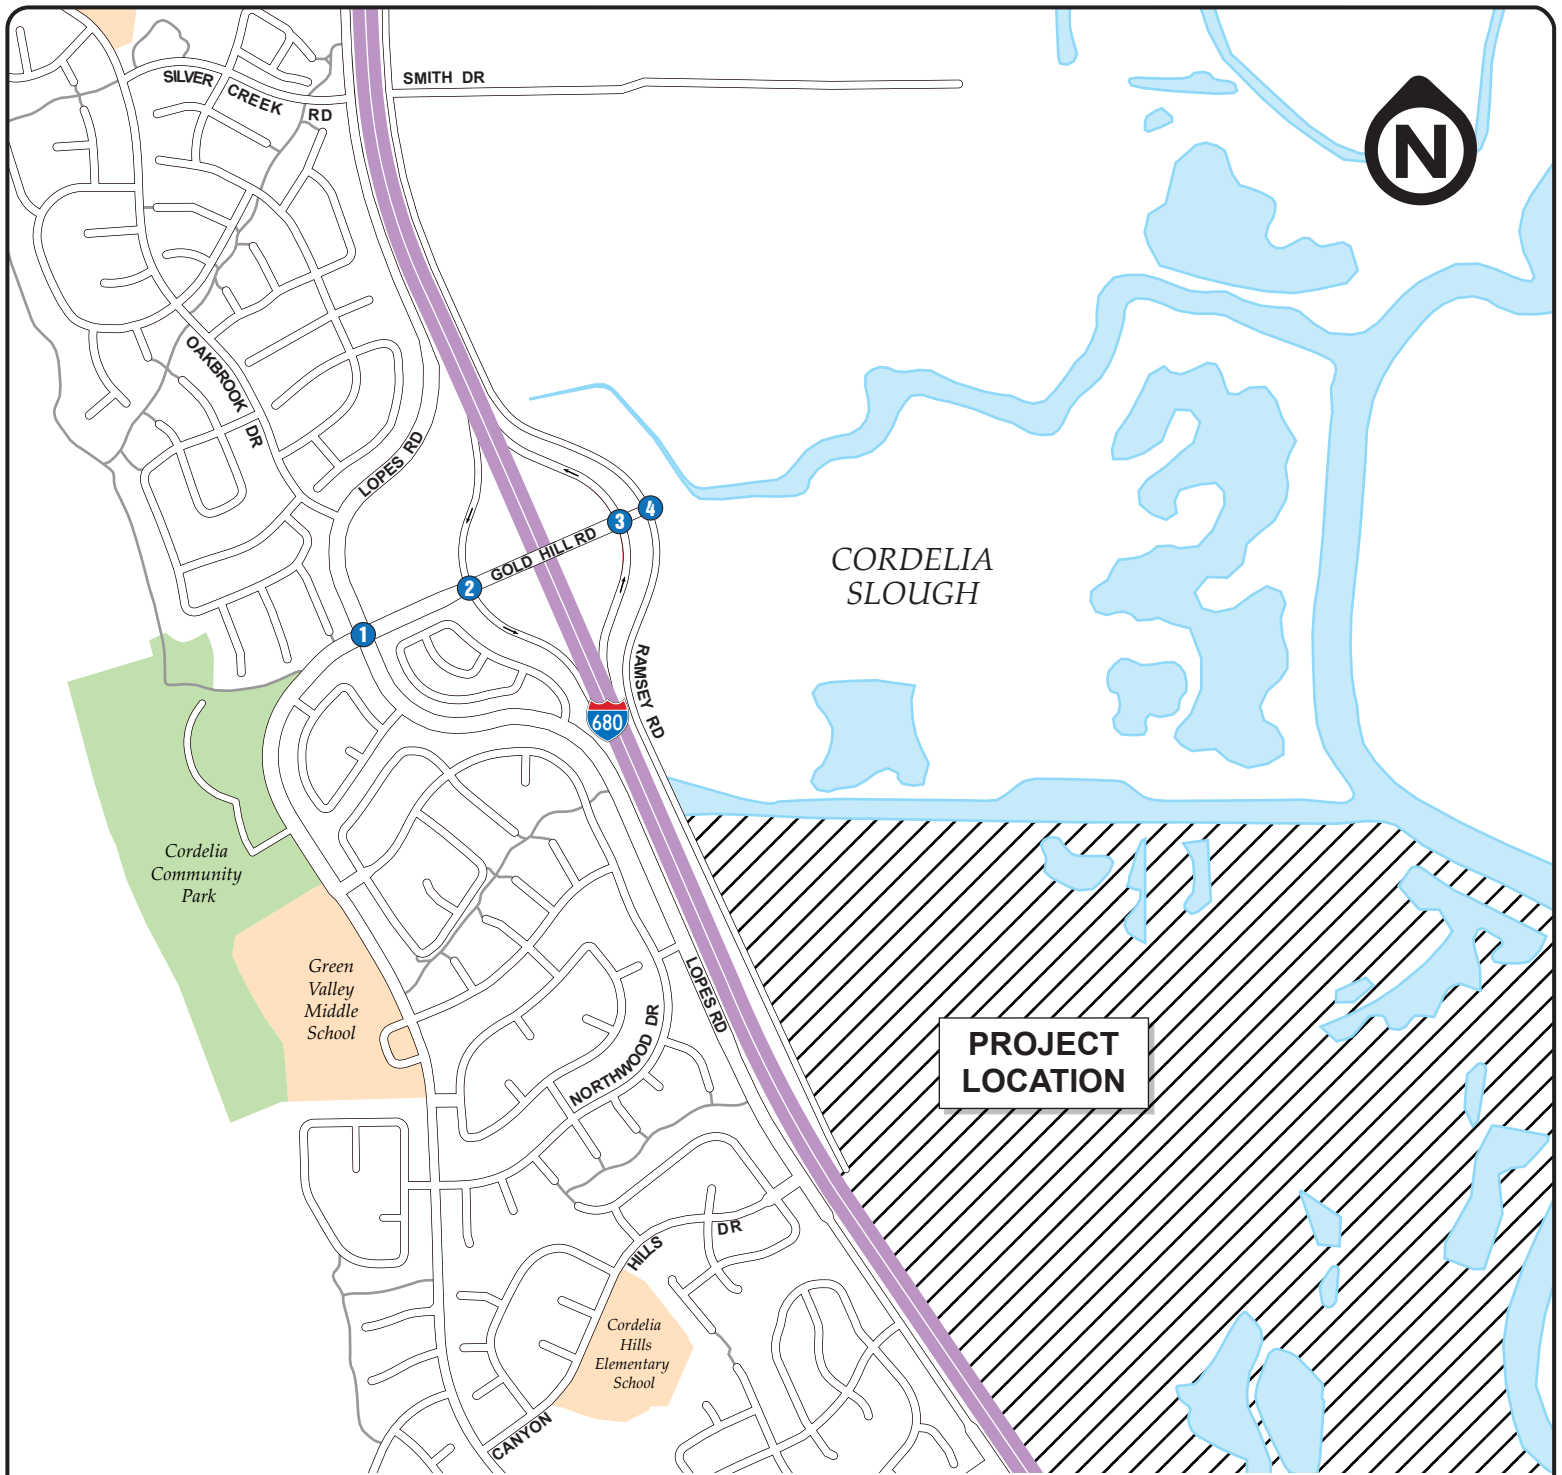 SMITH DR
SILVER
CREEK
RD
N
OAKBROOK
DR
LOPES RD
4
3
GOLD HILL RD
2
1
CORDELIA
SLOUGH
RAMSEY RD
680
Cordelia
Community
Park
Green
Valley
Middle
School
LOPES RD
NORTHWOOD DR
PROJECT
LOCATION
DR
HILLS
CANYON
Cordelia
Hills
Elementary
School